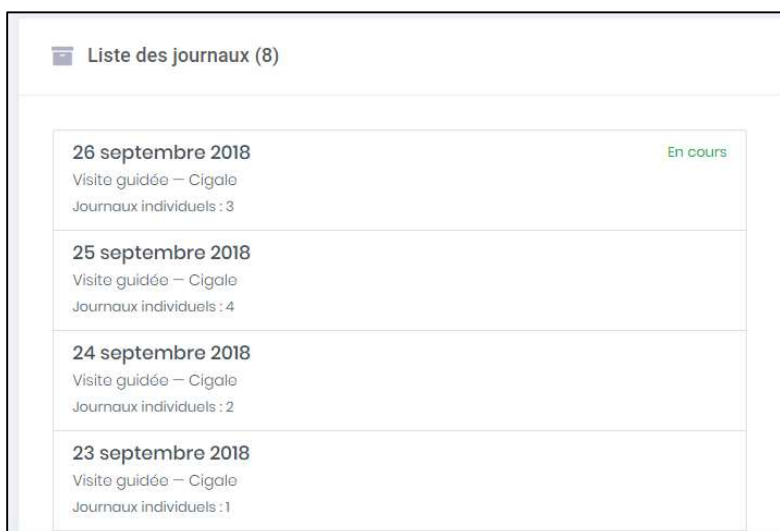 Liste des journaux (8)
26 septembre 2018
En cours
Visite guidée — Cigale
Journaux individuels : 3
25 septembre 2018
Visite guidée — Cigale
Journaux individuels : 4
24 septembre 2018
Visite guidée — Cigale
Journaux individuels : 2
23 septembre 2018
Visite guidée — Cigale
Journaux individuels : 1